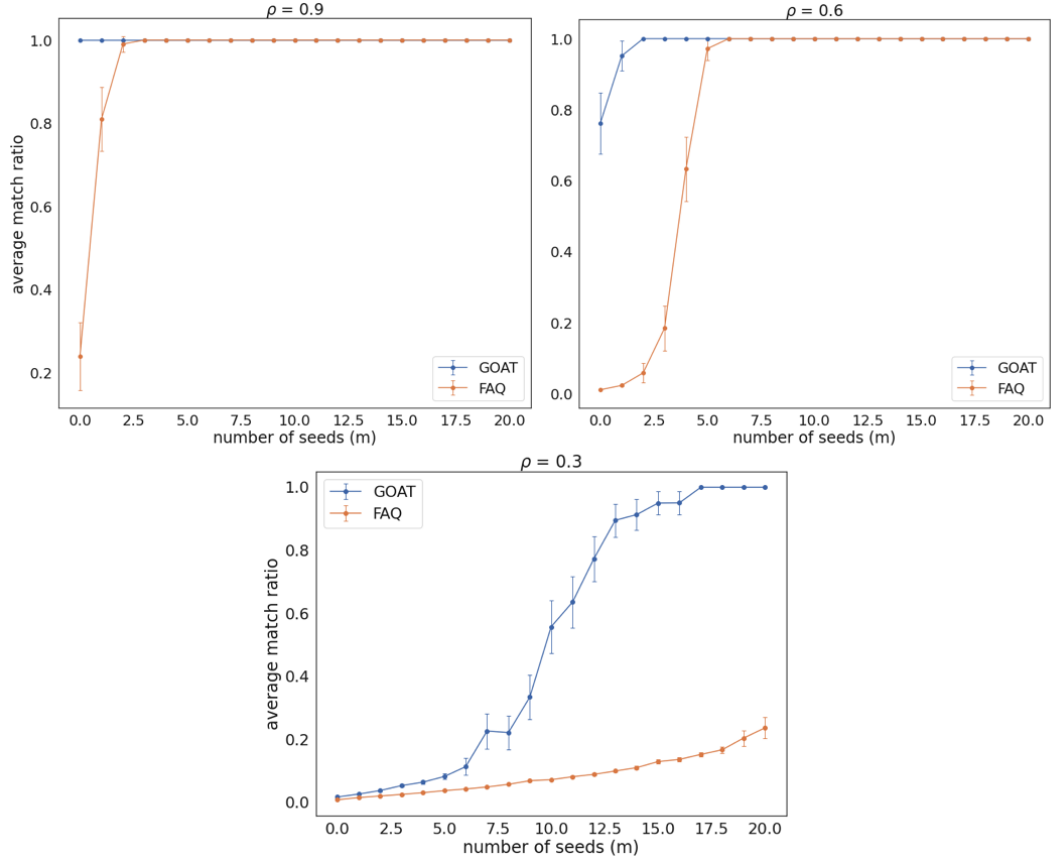 ρ = 0.9
1.0
0.8
0.6
0.4
0.2
average match ratio
GOAT
FAQ
0.0 2.5 5.0 7.5 10.0 12.5 15.0 17.5 20.0
number of seeds (m)
ρ = 0.6
1.0
0.8
0.6
0.4
0.2
0.0
GOAT
FAQ
0.0 2.5 5.0 7.5 10.0 12.5 15.0 17.5 20.0
number of seeds (m)
ρ = 0.3
GOAT
FAQ
1.0
0.8
0.6
0.4
0.2
0.0
average match ratio
0.0 2.5 5.0 7.5 10.0 12.5 15.0 17.5 20.0
number of seeds (m)